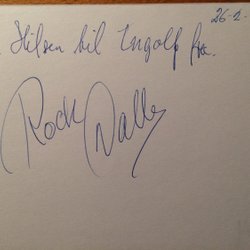 26-2.
Hilsen til Ingolf fra.
Rock Nalle